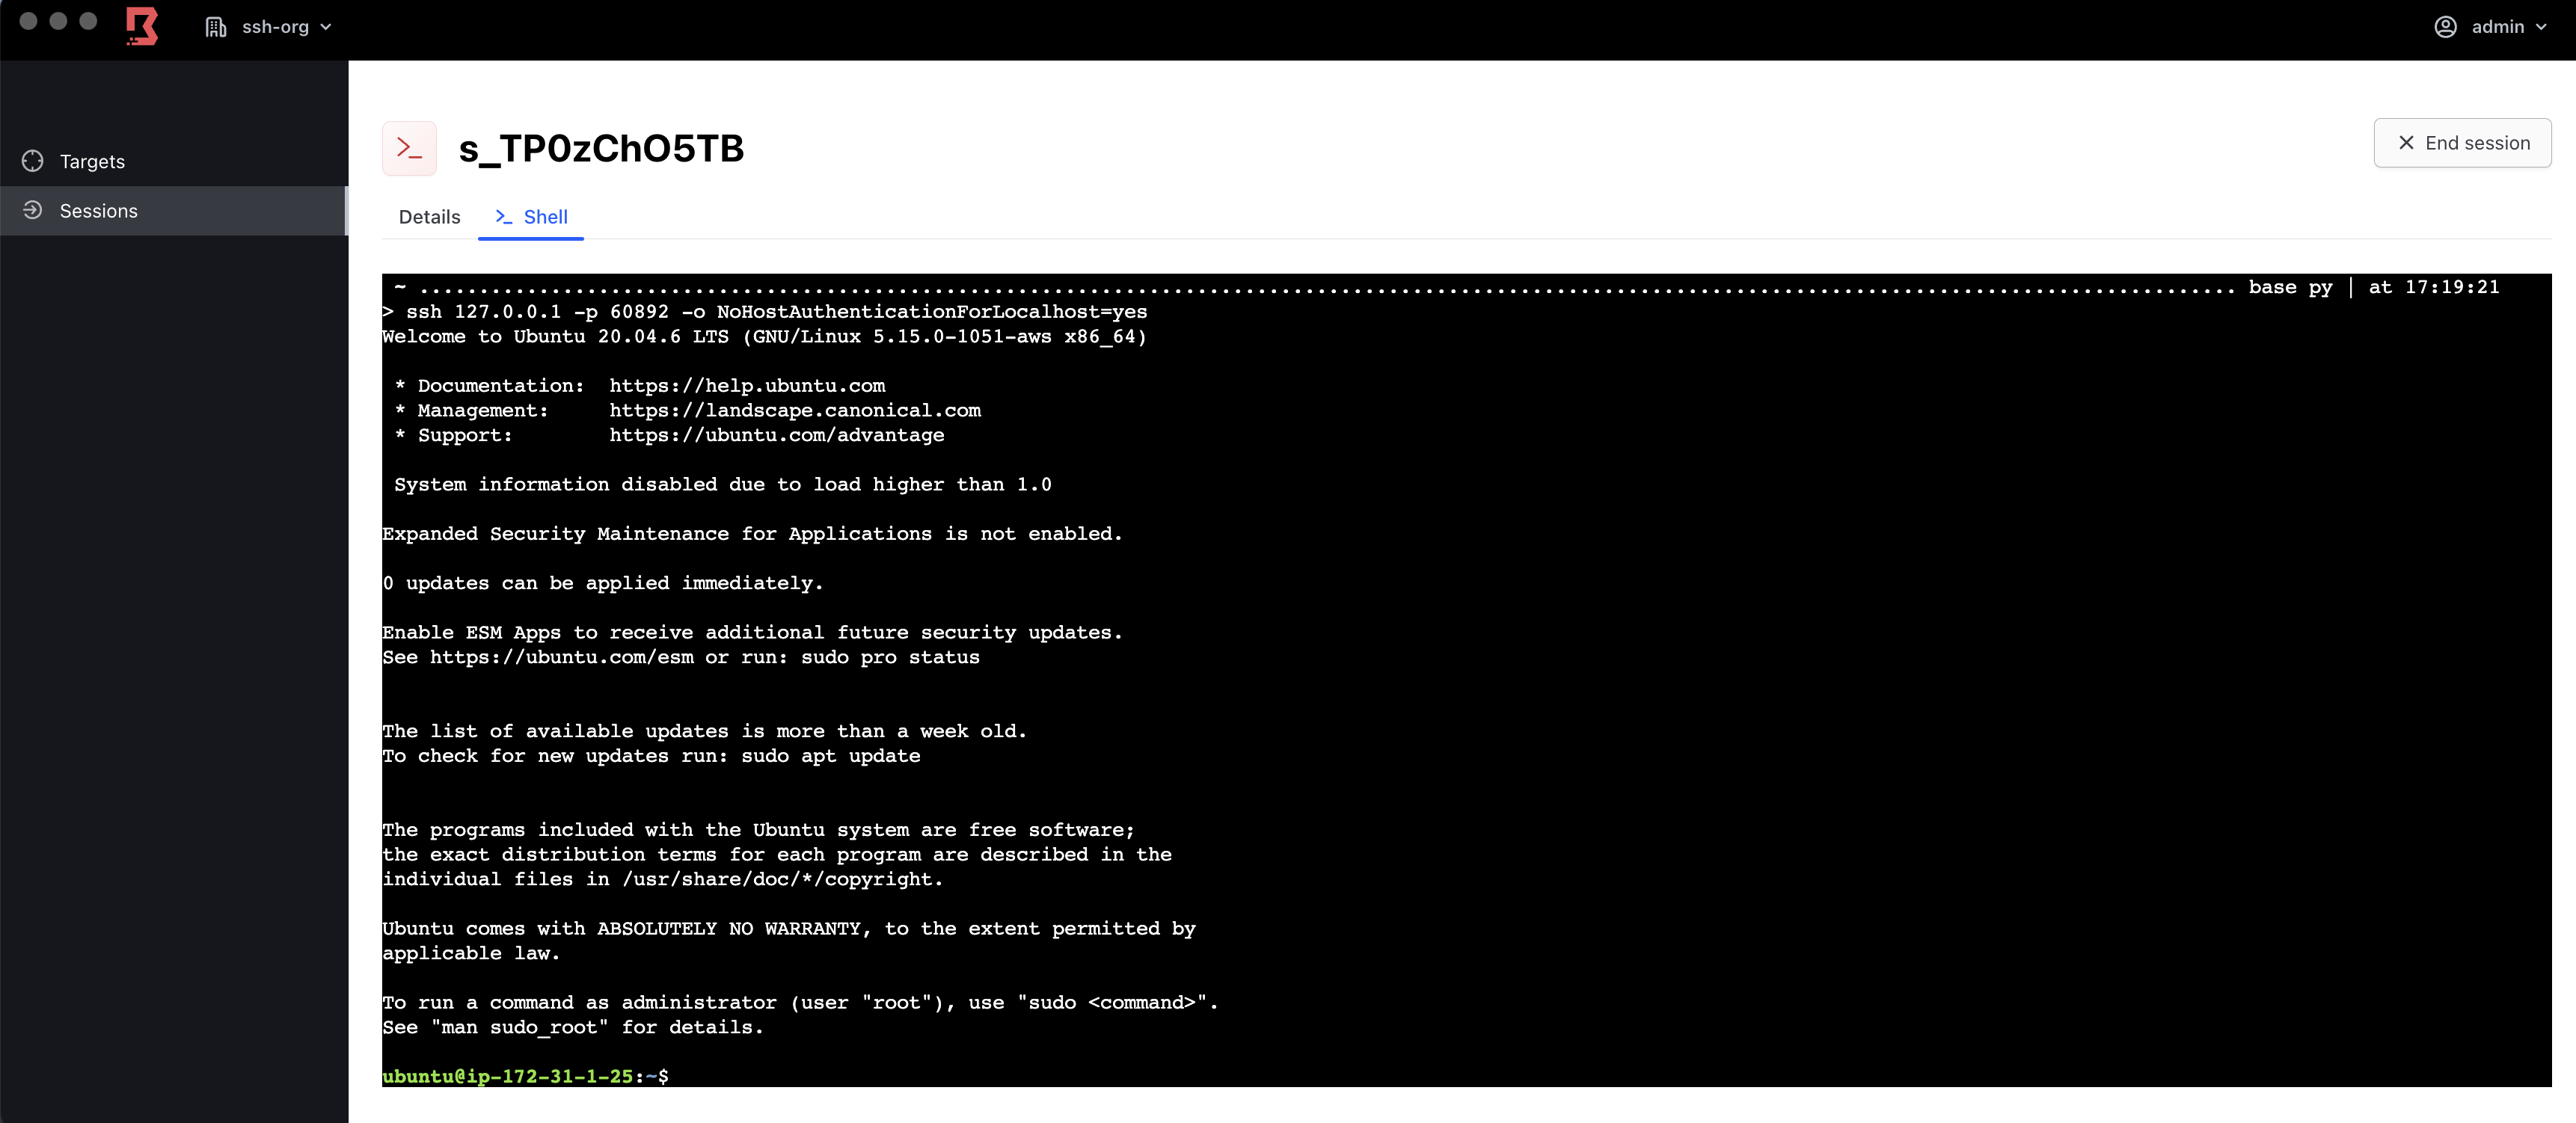 ssh-org
admin
Targets
Sessions
s_TP0zChO5TB
End session
Details
>_ Shell
~ ........................................................................................................................................................ base py | at 17:19:21
> ssh 127.0.0.1 -p 60892 -o NoHostAuthenticationForLocalhost=yes
Welcome to Ubuntu 20.04.6 LTS (GNU/Linux 5.15.0-1051-aws x86_64)
* Documentation:  https://help.ubuntu.com
* Management:     https://landscape.canonical.com
* Support:        https://ubuntu.com/advantage
System information disabled due to load higher than 1.0
Expanded Security Maintenance for Applications is not enabled.
0 updates can be applied immediately.
Enable ESM Apps to receive additional future security updates.
See https://ubuntu.com/esm or run: sudo pro status
The list of available updates is more than a week old.
To check for new updates run: sudo apt update
The programs included with the Ubuntu system are free software;
the exact distribution terms for each program are described in the
individual files in /usr/share/doc/*/copyright.
Ubuntu comes with ABSOLUTELY NO WARRANTY, to the extent permitted by
applicable law.
To run a command as administrator (user "root"), use "sudo <command>".
See "man sudo_root" for details.
ubuntu@ip-172-31-1-25:~$